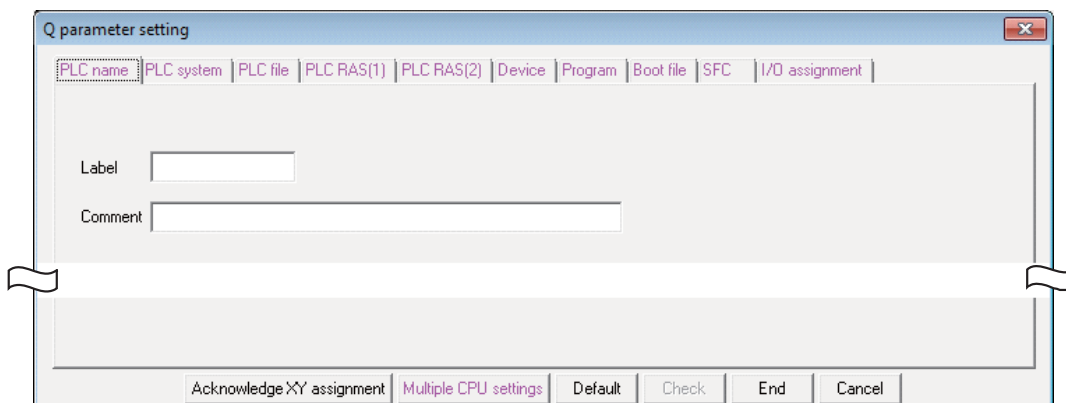 Q parameter setting
PLC name PLC system PLC file PLC RAS(1) PLC RAS(2) Device Program Boot file SFC I/O assignment
Label
Comment
Acknowledge XY assignment Multiple CPU settings Default Check End Cancel